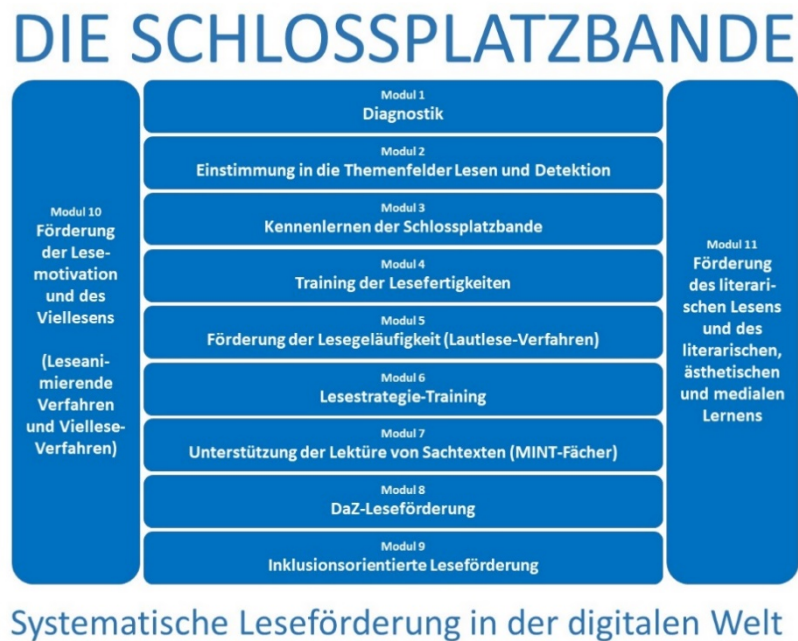 DIE SCHLOSSPLATZBANDE
Modul 10
Förderung
der Lese-
motivation
und des
Viellesens
(Leseani-
mierende
Verfahren
und Viellese-
Verfahren)
Modul 1
Diagnostik
Modul 2
Einstimmung in die Themenfelder Lesen und Detektion
Modul 3
Kennenlernen der Schlossplatzbande
Modul 4
Training der Lesefertigkeiten
Modul 5
Förderung der Lesegeläufigkeit (Lautlese-Verfahren)
Modul 6
Lesestrategie-Training
Modul 7
Unterstützung der Lektüre von Sachtexten (MINT-Fächer)
Modul 8
DaZ-Leseförderung
Modul 9
Inklusionsorientierte Leseförderung
Modul 11
Förderung
des literari-
schen Lesens
und des
literarischen,
ästhetischen
und medialen
Lernens
Systematische Leseförderung in der digitalen Welt